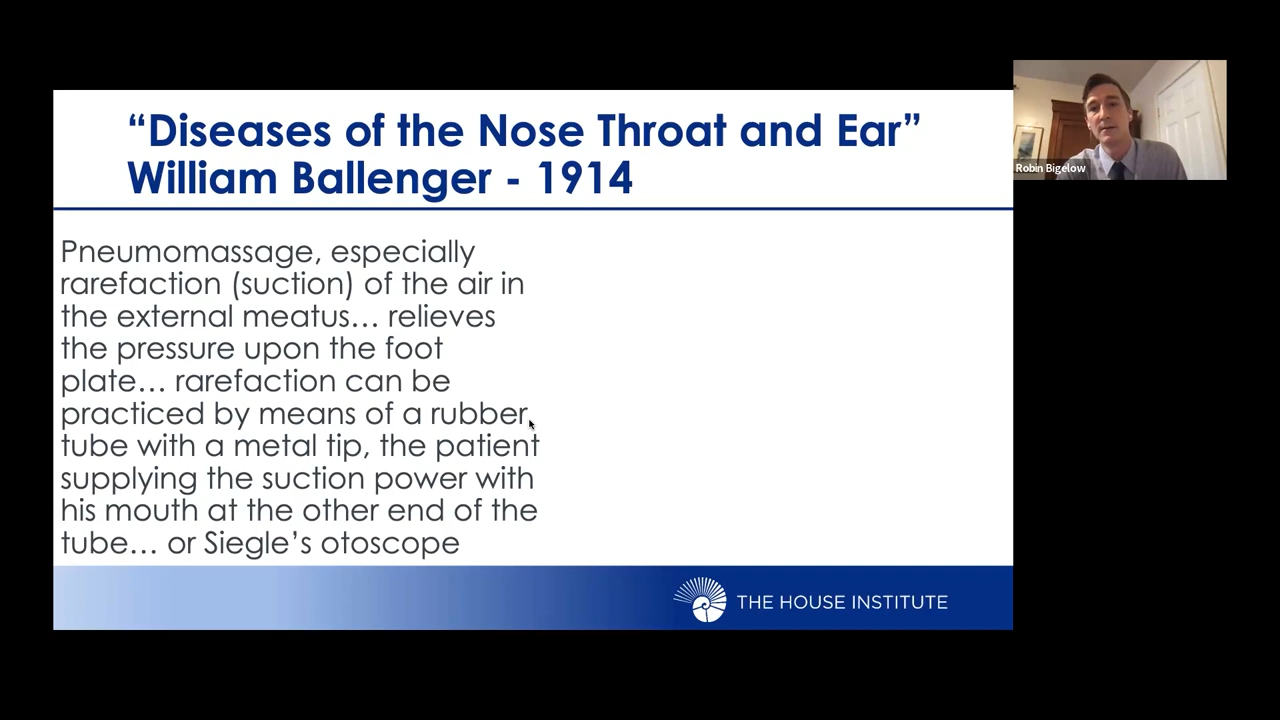 “Diseases of the Nose Throat and Ear”
William Ballenger - 1914
Robin Bigelow
Pneumomassage, especially
rarefaction (suction) of the air in
the external meatus… relieves
the pressure upon the foot
plate… rarefaction can be
practiced by means of a rubber
tube with a metal tip, the patient
supplying the suction power with
his mouth at the other end of the
tube… or Siegle’s otoscope
THE HOUSE INSTITUTE